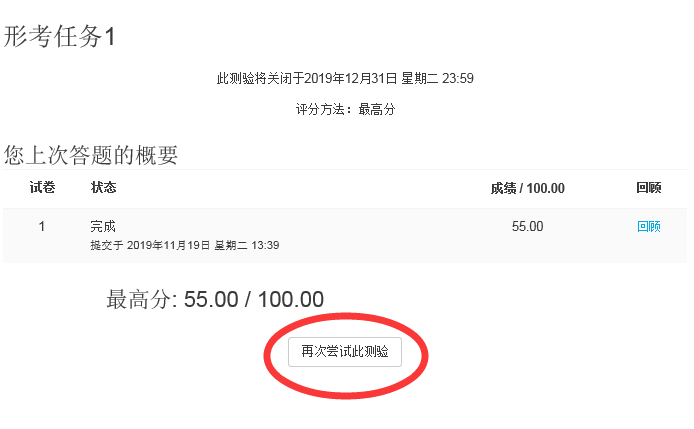 形考任务1
此测验将关闭于2019年12月31日 星期二 23:59
评分方法：最高分
您上次答题的概要
试卷 状态 成绩 / 100.00 回顾
1 完成 55.00 回顾
提交于 2019年11月19日 星期二 13:39
最高分: 55.00 / 100.00
再次尝试此测验